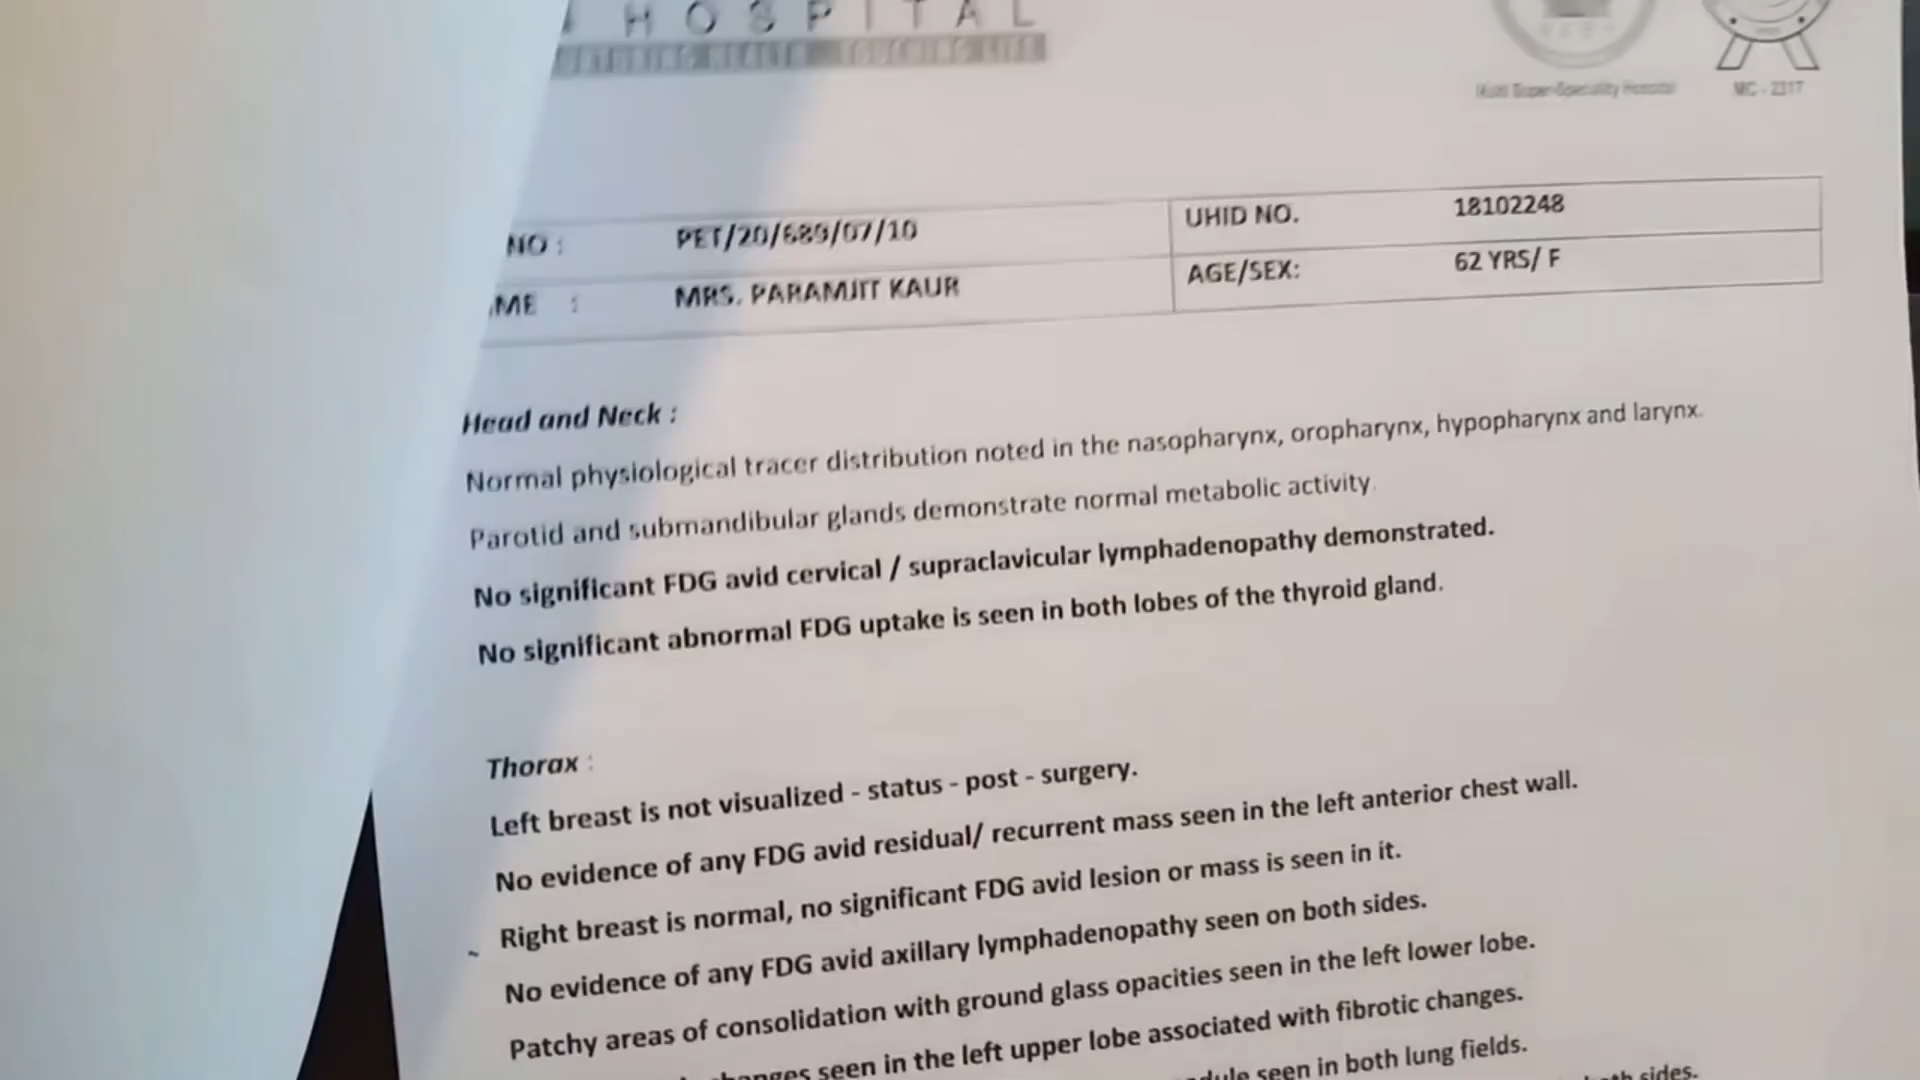 HOSPITAL
Multi Super-Speciality Hospital
MC - 2317
NO : PET/20/689/07/10 UHID NO. 18102248
ME : MRS. PARAMJIT KAUR AGE/SEX: 62 YRS/ F
Head and Neck :
Normal physiological tracer distribution noted in the nasopharynx, oropharynx, hypopharynx and larynx.
Parotid and submandibular glands demonstrate normal metabolic activity.
No significant FDG avid cervical / supraclavicular lymphadenopathy demonstrated.
No significant abnormal FDG uptake is seen in both lobes of the thyroid gland.
Thorax :
Left breast is not visualized - status - post - surgery.
No evidence of any FDG avid residual/ recurrent mass seen in the left anterior chest wall.
Right breast is normal, no significant FDG avid lesion or mass is seen in it.
No evidence of any FDG avid axillary lymphadenopathy seen on both sides.
Patchy areas of consolidation with ground glass opacities seen in the left lower lobe.
seen in the left upper lobe associated with fibrotic changes.
seen in both lung fields.
sides.